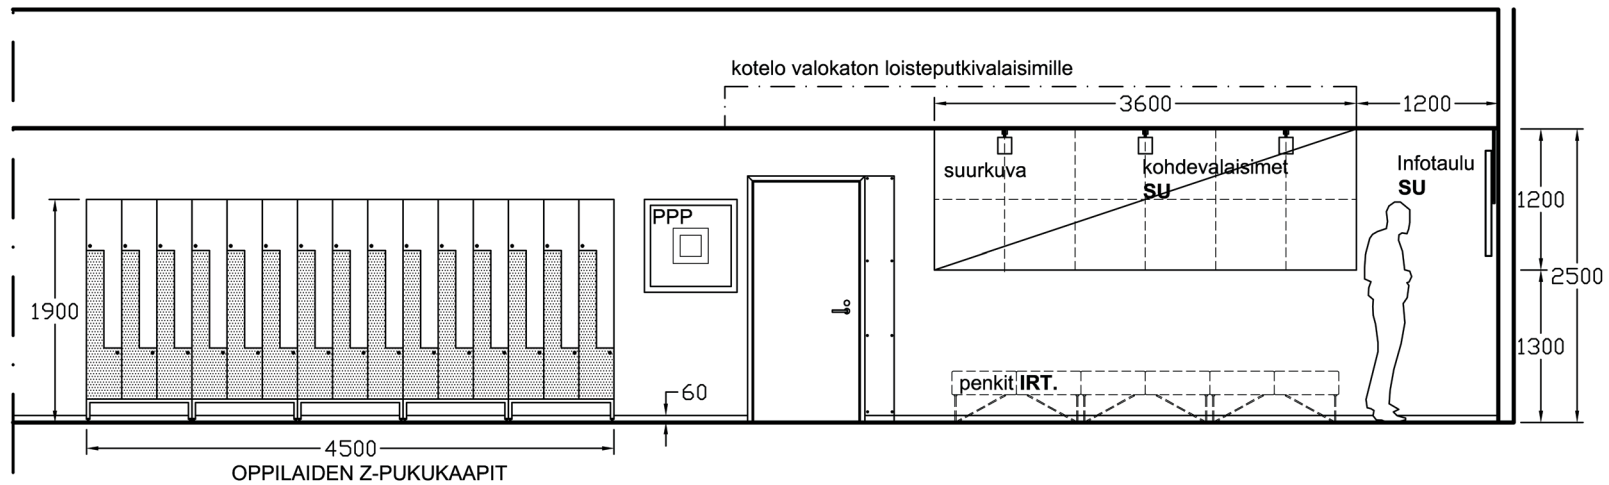 kotelo valokaton loisteputkivalaisimille
3600
1200
suurkuva
kohdevalaisimet
SU
Infotaulu
SU
1200
PPP
2500
1900
1300
penkit IRT.
60
4500
OPPILAIDEN Z-PUKUKAAPIT